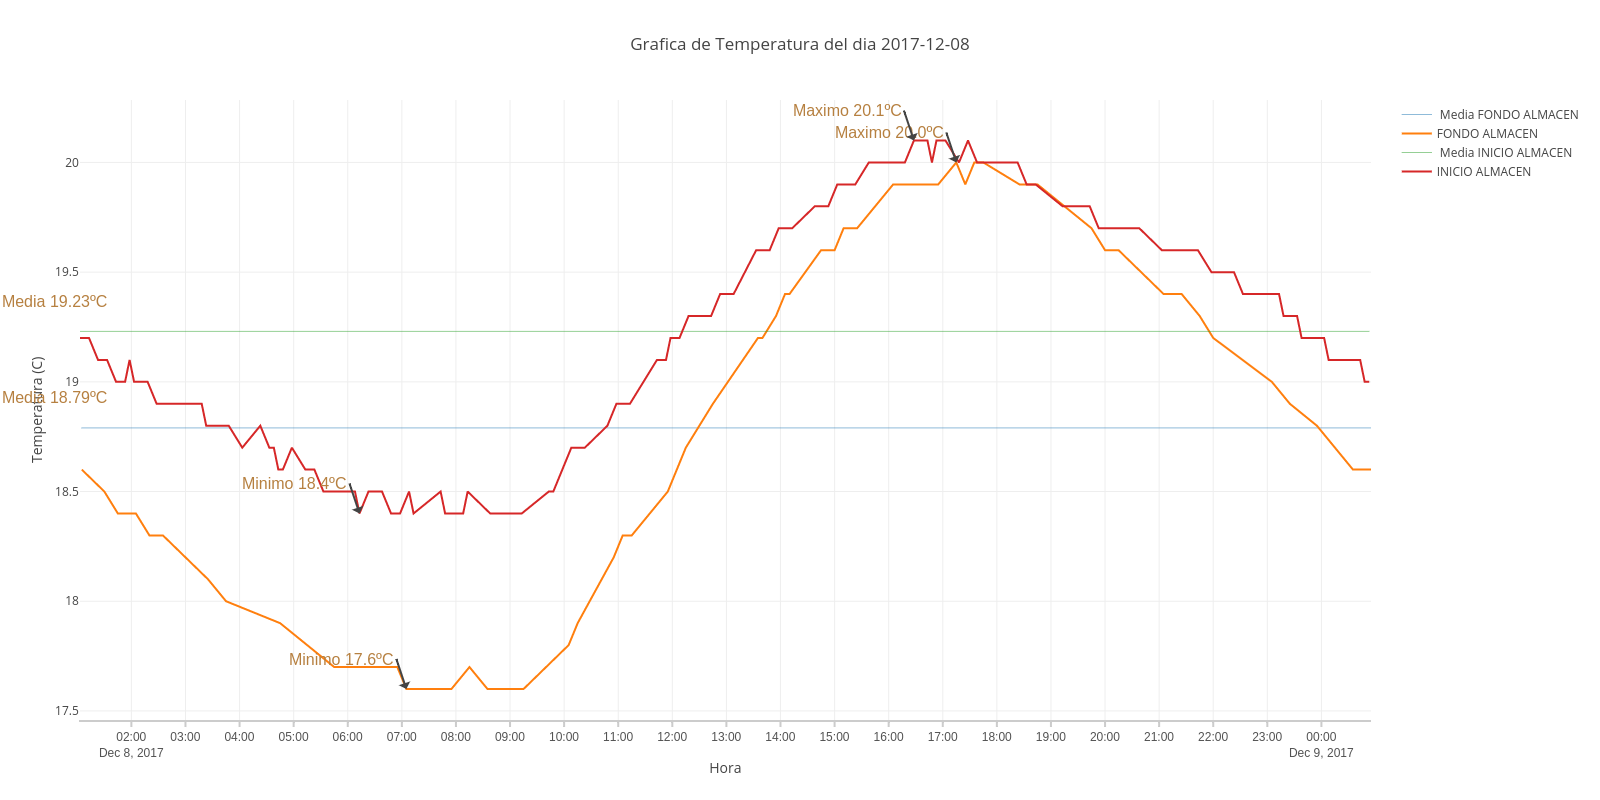 Grafica de Temperatura del dia 2017-12-08
Maximo 20.1ºC
Maximo 20.0ºC
Media FONDO ALMACEN
FONDO ALMACEN
Media INICIO ALMACEN
INICIO ALMACEN
20
19.5
Media 19.23ºC
19
Media 18.79ºC
Temperatura (C)
Minimo 18.4ºC
18.5
18
Minimo 17.6ºC
17.5
02:00 03:00 04:00 05:00 06:00 07:00 08:00 09:00 10:00 11:00 12:00 13:00 14:00 15:00 16:00 17:00 18:00 19:00 20:00 21:00 22:00 23:00 00:00
Dec 8, 2017 Dec 9, 2017
Hora